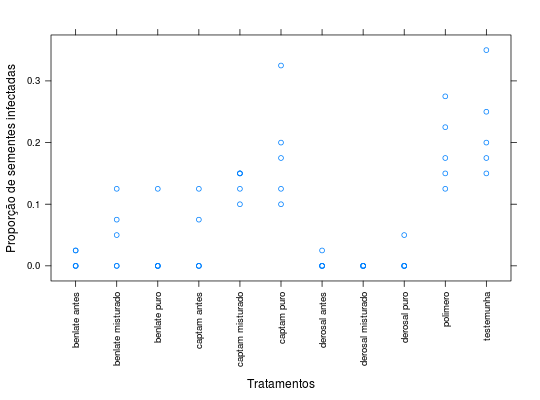 Proporção de sementes infectadas
0.3
0.2
0.1
0.0
benlate antes
benlate misturado
benlate puro
captam antes
captam misturado
captam puro
derosal antes
derosal misturado
derosal puro
polimero
testemunha
Tratamentos